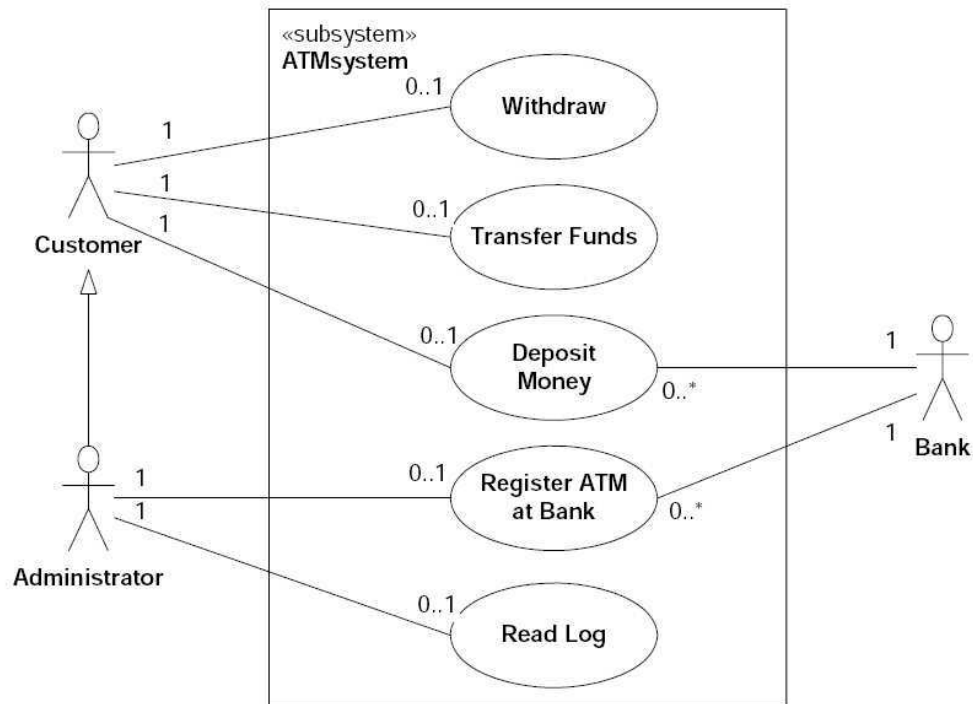 «subsystem»
ATMsystem
0..1
Withdraw
1
1
0..1
Transfer Funds
1
Customer
0..1
Deposit
Money
1
0..*
1
Bank
1
0..1
Register ATM
at Bank
1
0..*
Administrator
0..1
Read Log